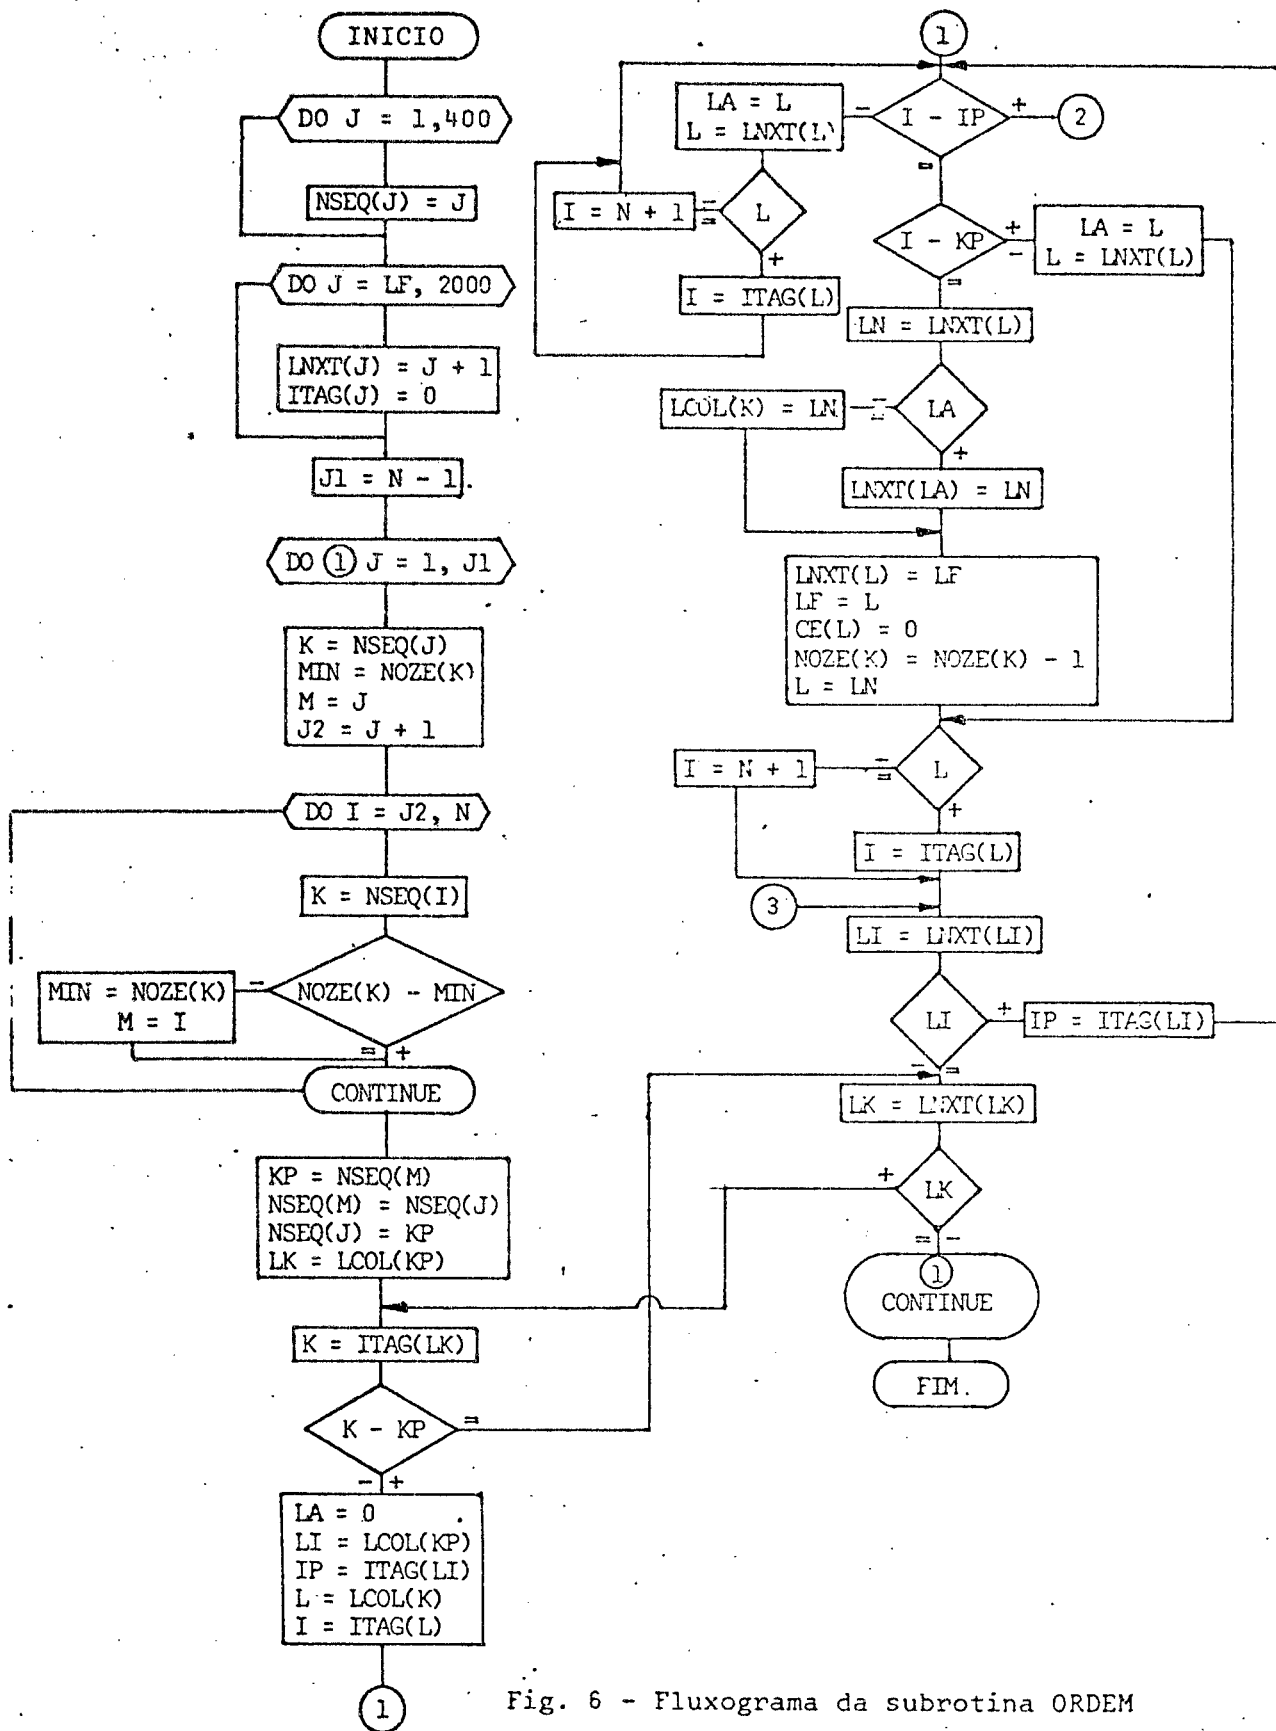 INICIO
DO J = 1,400
NSEQ(J) = J
DO J = LF, 2000
LNXT(J) = J + 1
ITAG(J) = 0
J1 = N - 1.
DO 1 J = 1, J1
K = NSEQ(J)
MIN = NOZE(K)
M = J
J2 = J + 1
DO I = J2, N
K = NSEQ(I)
NOZE(K) - MIN
-
MIN = NOZE(K)
M = I
= +
CONTINUE
KP = NSEQ(M)
NSEQ(M) = NSEQ(J)
NSEQ(J) = KP
LK = LCOL(KP)
K = ITAG(LK)
K - KP
=
- +
LA = 0
LI = LCOL(KP)
IP = ITAG(LI)
L = LCOL(K)
I = ITAG(L)
1
1
I - IP
-
+
2
=
LA = L
L = LNXT(L)
L
-
=
I = N + 1
+
I = ITAG(L)
I - KP
+
-
LA = L
L = LNXT(L)
=
LN = LNXT(L)
LA
-
=
LCOL(K) = LN
+
LNXT(LA) = LN
LNXT(L) = LF
LF = L
CE(L) = 0
NOZE(K) = NOZE(K) - 1
L = LN
L
-
=
I = N + 1
+
I = ITAG(L)
3
LI = LNXT(LI)
LI
+
IP = ITAG(LI)
- =
LK = LNXT(LK)
LK
+
= -
1
CONTINUE
FIM.
Fig. 6 - Fluxograma da subrotina ORDEM